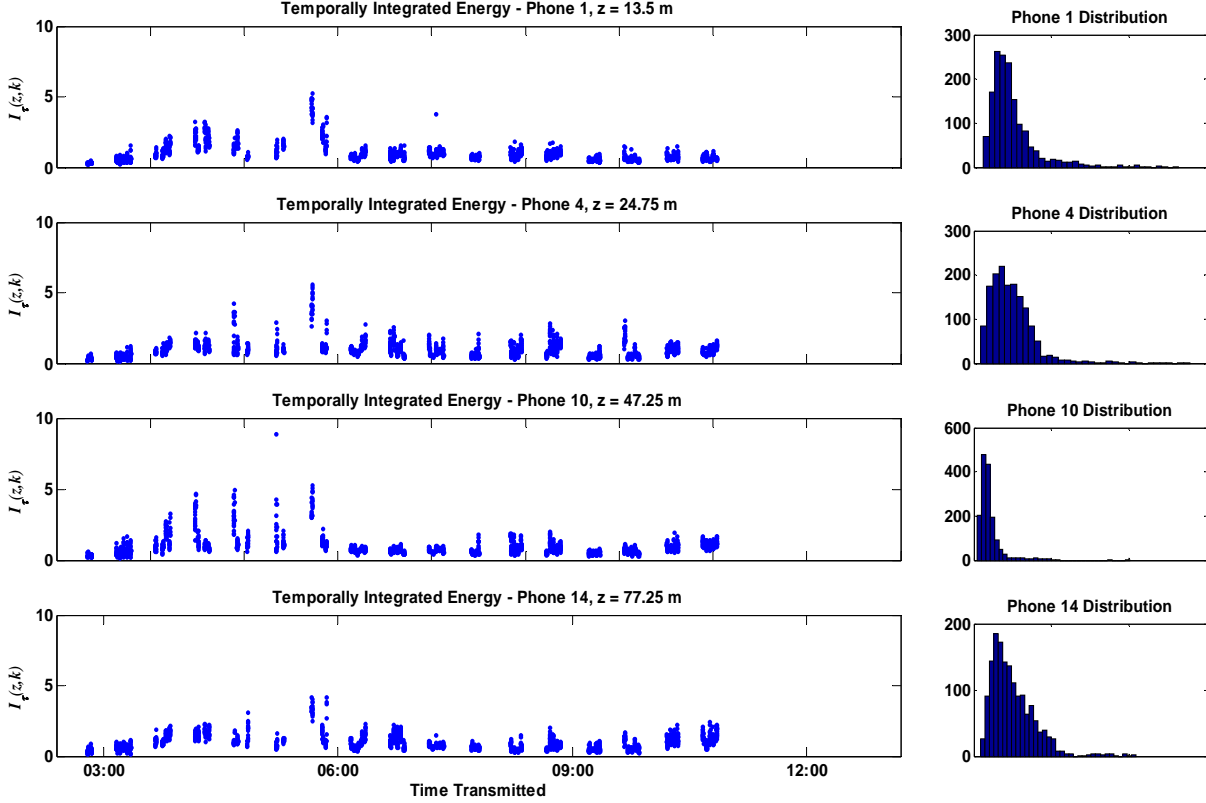 Temporally Integrated Energy - Phone 1, z = 13.5 m
10
5
0
I_τ(z,k)
Phone 1 Distribution
300
200
100
0
Temporally Integrated Energy - Phone 4, z = 24.75 m
10
5
0
I_τ(z,k)
Phone 4 Distribution
300
200
100
0
Temporally Integrated Energy - Phone 10, z = 47.25 m
10
5
0
I_τ(z,k)
Phone 10 Distribution
600
400
200
0
Temporally Integrated Energy - Phone 14, z = 77.25 m
10
5
0
I_τ(z,k)
03:00 06:00 09:00 12:00
Time Transmitted
Phone 14 Distribution
200
100
0